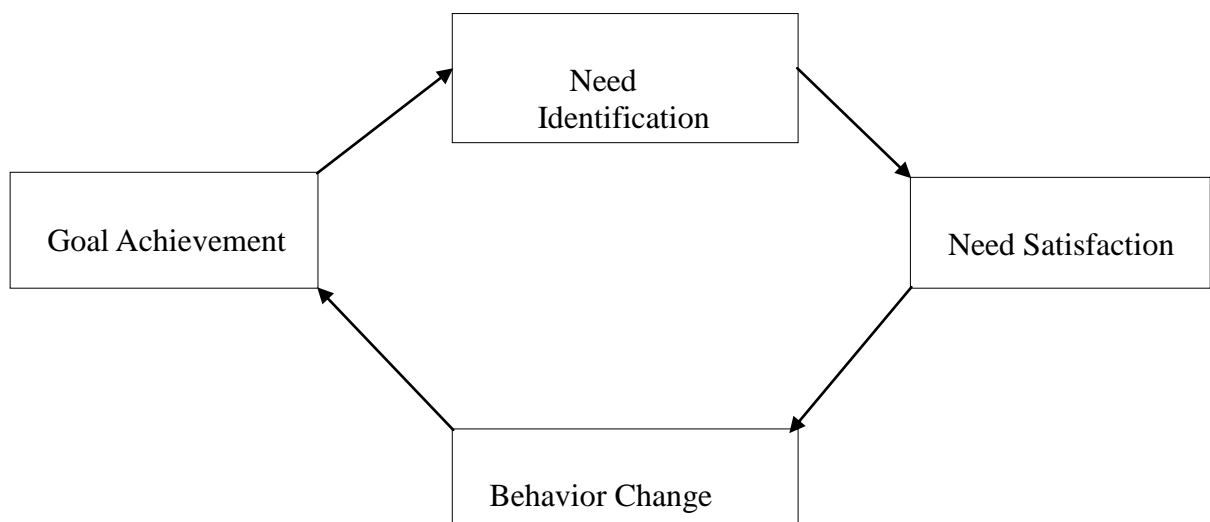 Need
Identification
Goal Achievement
Need Satisfaction
Behavior Change